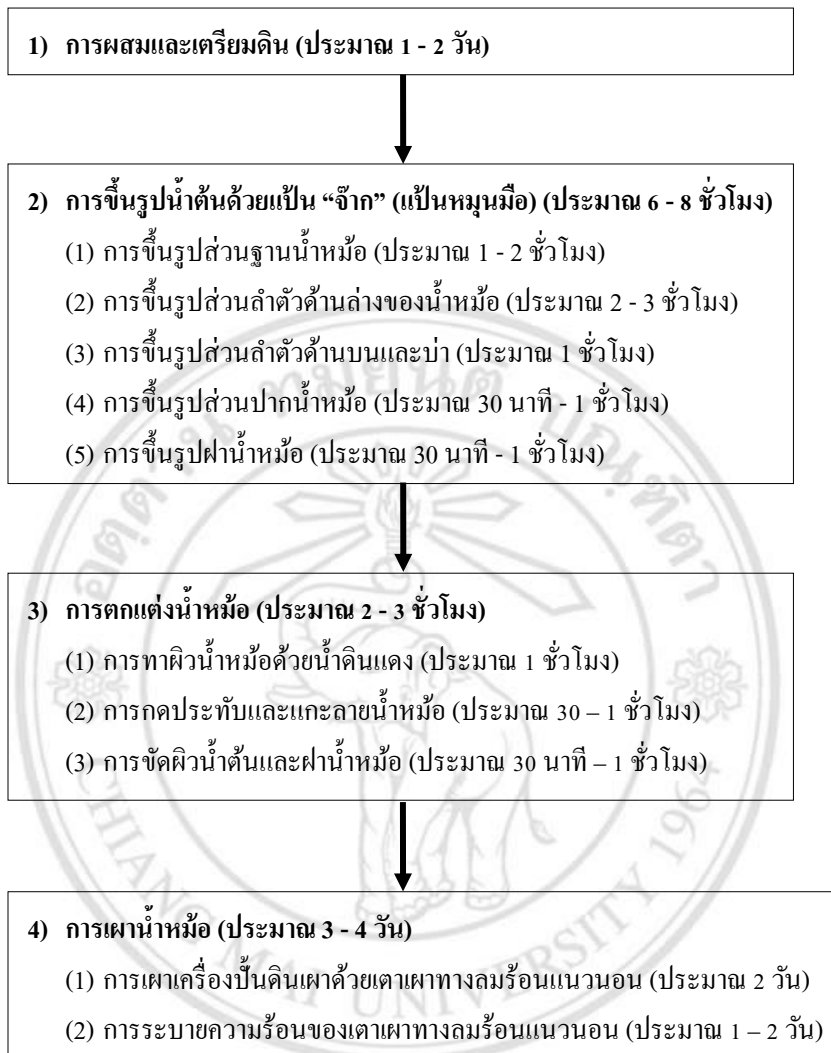 1) การผสมและเตรียมดิน (ประมาณ 1 - 2 วัน)
2) การขึ้นรูปน้ำต้นด้วยแป้น “จ๊าก” (แป้นหมุนมือ) (ประมาณ 6 - 8 ชั่วโมง)
(1) การขึ้นรูปส่วนฐานน้ำหม้อ (ประมาณ 1 - 2 ชั่วโมง)
(2) การขึ้นรูปส่วนลำตัวด้านล่างของน้ำหม้อ (ประมาณ 2 - 3 ชั่วโมง)
(3) การขึ้นรูปส่วนลำตัวด้านบนและบ่า (ประมาณ 1 ชั่วโมง)
(4) การขึ้นรูปส่วนปากน้ำหม้อ (ประมาณ 30 นาที - 1 ชั่วโมง)
(5) การขึ้นรูปฝาน้ำหม้อ (ประมาณ 30 นาที - 1 ชั่วโมง)
3) การตกแต่งน้ำหม้อ (ประมาณ 2 - 3 ชั่วโมง)
(1) การทาผิวน้ำหม้อด้วยน้ำดินแดง (ประมาณ 1 ชั่วโมง)
(2) การกดประทับและแกะลายน้ำหม้อ (ประมาณ 30 – 1 ชั่วโมง)
(3) การขัดผิวน้ำต้นและฝาน้ำหม้อ (ประมาณ 30 นาที – 1 ชั่วโมง)
4) การเผาน้ำหม้อ (ประมาณ 3 - 4 วัน)
(1) การเผาเครื่องปั้นดินเผาด้วยเตาเผาทางลมร้อนแนวนอน (ประมาณ 2 วัน)
(2) การระบายความร้อนของเตาเผาทางลมร้อนแนวนอน (ประมาณ 1 – 2 วัน)
CHIANG MAI UNIVERSITY 1964